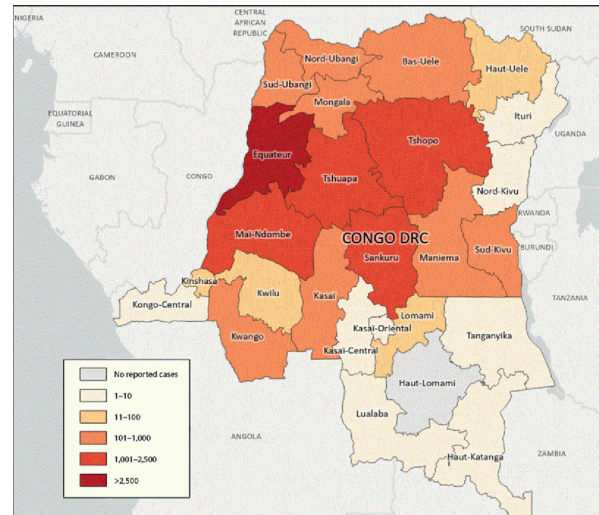 NIGERIA
CENTRAL
AFRICAN
REPUBLIC
SOUTH SUDAN
CAMEROON
Nord-Ubangi
Bas-Uele
Haut-Uele
Sud-Ubangi
Mongala
EQUATORIAL
GUINEA
Ituri
UGANDA
Equateur
Tshopo
GABON
CONGO
Tshuapa
Nord-Kivu
RWANDA
Mai-Ndombe
CONGO DRC
Sankuru
Maniema
Sud-Kivu
BURUNDI
Kinshasa
Kwilu
Kasai
TANZANIA
Kongo-Central
Lomami
Kasai-Oriental
Tanganyika
Kwango
Kasai-Central
Haut-Lomami
Lualaba
ANGOLA
Haut-Katanga
ZAMBIA
No reported cases
1–10
11–100
101–1,000
1,001–2,500
>2,500